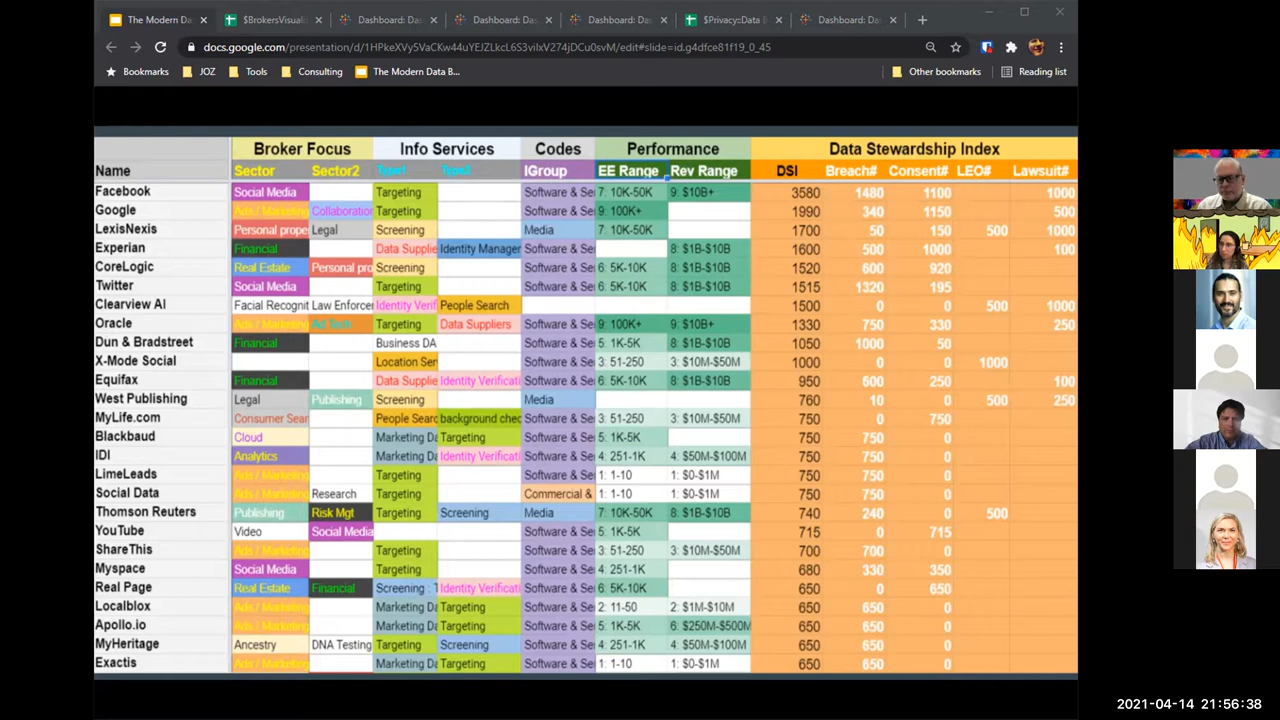 The Modern Da $BrokersVisual Dashboard: Dat Dashboard: Dat Dashboard: Dat $Privacy::Data Dashboard: Dat
docs.google.com/presentation/d/1HPkeXVy5VaCKw44uYEJZLkcL6S3vilxV274jDCu0svM/edit#slide=id.g4dfce81f19_0_45
Bookmarks JOZ Tools Consulting The Modern Data B... Other bookmarks Reading list
Broker Focus Info Services Codes Performance Data Stewardship Index
Name Sector Sector2 Type1 Type2 IGroup EE Range Rev Range DSI Breach# Consent# LEO# Lawsuit#
Facebook Social Media Targeting Software & Se 7: 10K-50K 9: $10B+ 3580 1480 1100 1000
Google Ads / Marketing Collaboration Targeting Software & Se 9: 100K+ 1990 340 1150 500
LexisNexis Personal prope Legal Screening Media 7: 10K-50K 1700 50 150 500 1000
Experian Financial Data Supplie Identity Manager Software & Se 8: $1B-$10B 1600 500 1000 100
CoreLogic Real Estate Personal pro Screening Software & Se 6: 5K-10K 8: $1B-$10B 1520 600 920
Twitter Social Media Targeting Software & Se 6: 5K-10K 8: $1B-$10B 1515 1320 195
Clearview AI Facial Recognit Law Enforcer Identity Verif People Search 1500 0 0 500 1000
Oracle Ads / Marketing Ad Tech Targeting Data Suppliers Software & Se 9: 100K+ 9: $10B+ 1330 750 330 250
Dun & Bradstreet Financial Business DA Software & Se 5: 1K-5K 8: $1B-$10B 1050 1000 50
X-Mode Social Location Ser Software & Se 3: 51-250 3: $10M-$50M 1000 0 0 1000
Equifax Financial Data Supplie Identity Verificati Software & Se 6: 5K-10K 8: $1B-$10B 950 600 250 100
West Publishing Legal Publishing Screening Media 760 10 0 500 250
MyLife.com Consumer Sear People Searc background chec Software & Se 3: 51-250 3: $10M-$50M 750 0 750
Blackbaud Cloud Marketing Da Targeting Software & Se 5: 1K-5K 750 750 0
IDI Analytics Marketing Da Identity Verificati Software & Se 4: 251-1K 4: $50M-$100M 750 750 0
LimeLeads Ads / Marketing Targeting Software & Se 1: 1-10 1: $0-$1M 750 750 0
Social Data Ads / Marketing Research Targeting Commercial & 1: 1-10 1: $0-$1M 750 750 0
Thomson Reuters Publishing Risk Mgt Targeting Screening Media 7: 10K-50K 8: $1B-$10B 740 240 0 500
YouTube Video Social Media Targeting Software & Se 5: 1K-5K 715 0 715
ShareThis Ads / Marketing Targeting Software & Se 3: 51-250 3: $10M-$50M 700 700 0
Myspace Social Media Targeting Software & Se 4: 251-1K 680 330 350
Real Page Real Estate Financial Screening : T Identity Verificati Software & Se 6: 5K-10K 650 0 650
Localblox Ads / Marketing Marketing Da Targeting Software & Se 2: 11-50 2: $1M-$10M 650 650 0
Apollo.io Ads / Marketing Marketing Da Targeting Software & Se 5: 1K-5K 6: $250M-$500M 650 650 0
MyHeritage Ancestry DNA Testing Targeting Screening Software & Se 4: 251-1K 4: $50M-$100M 650 650 0
Exactis Ads / Marketing Marketing Da Targeting Software & Se 1: 1-10 1: $0-$1M 650 650 0
2021-04-14 21:56:38